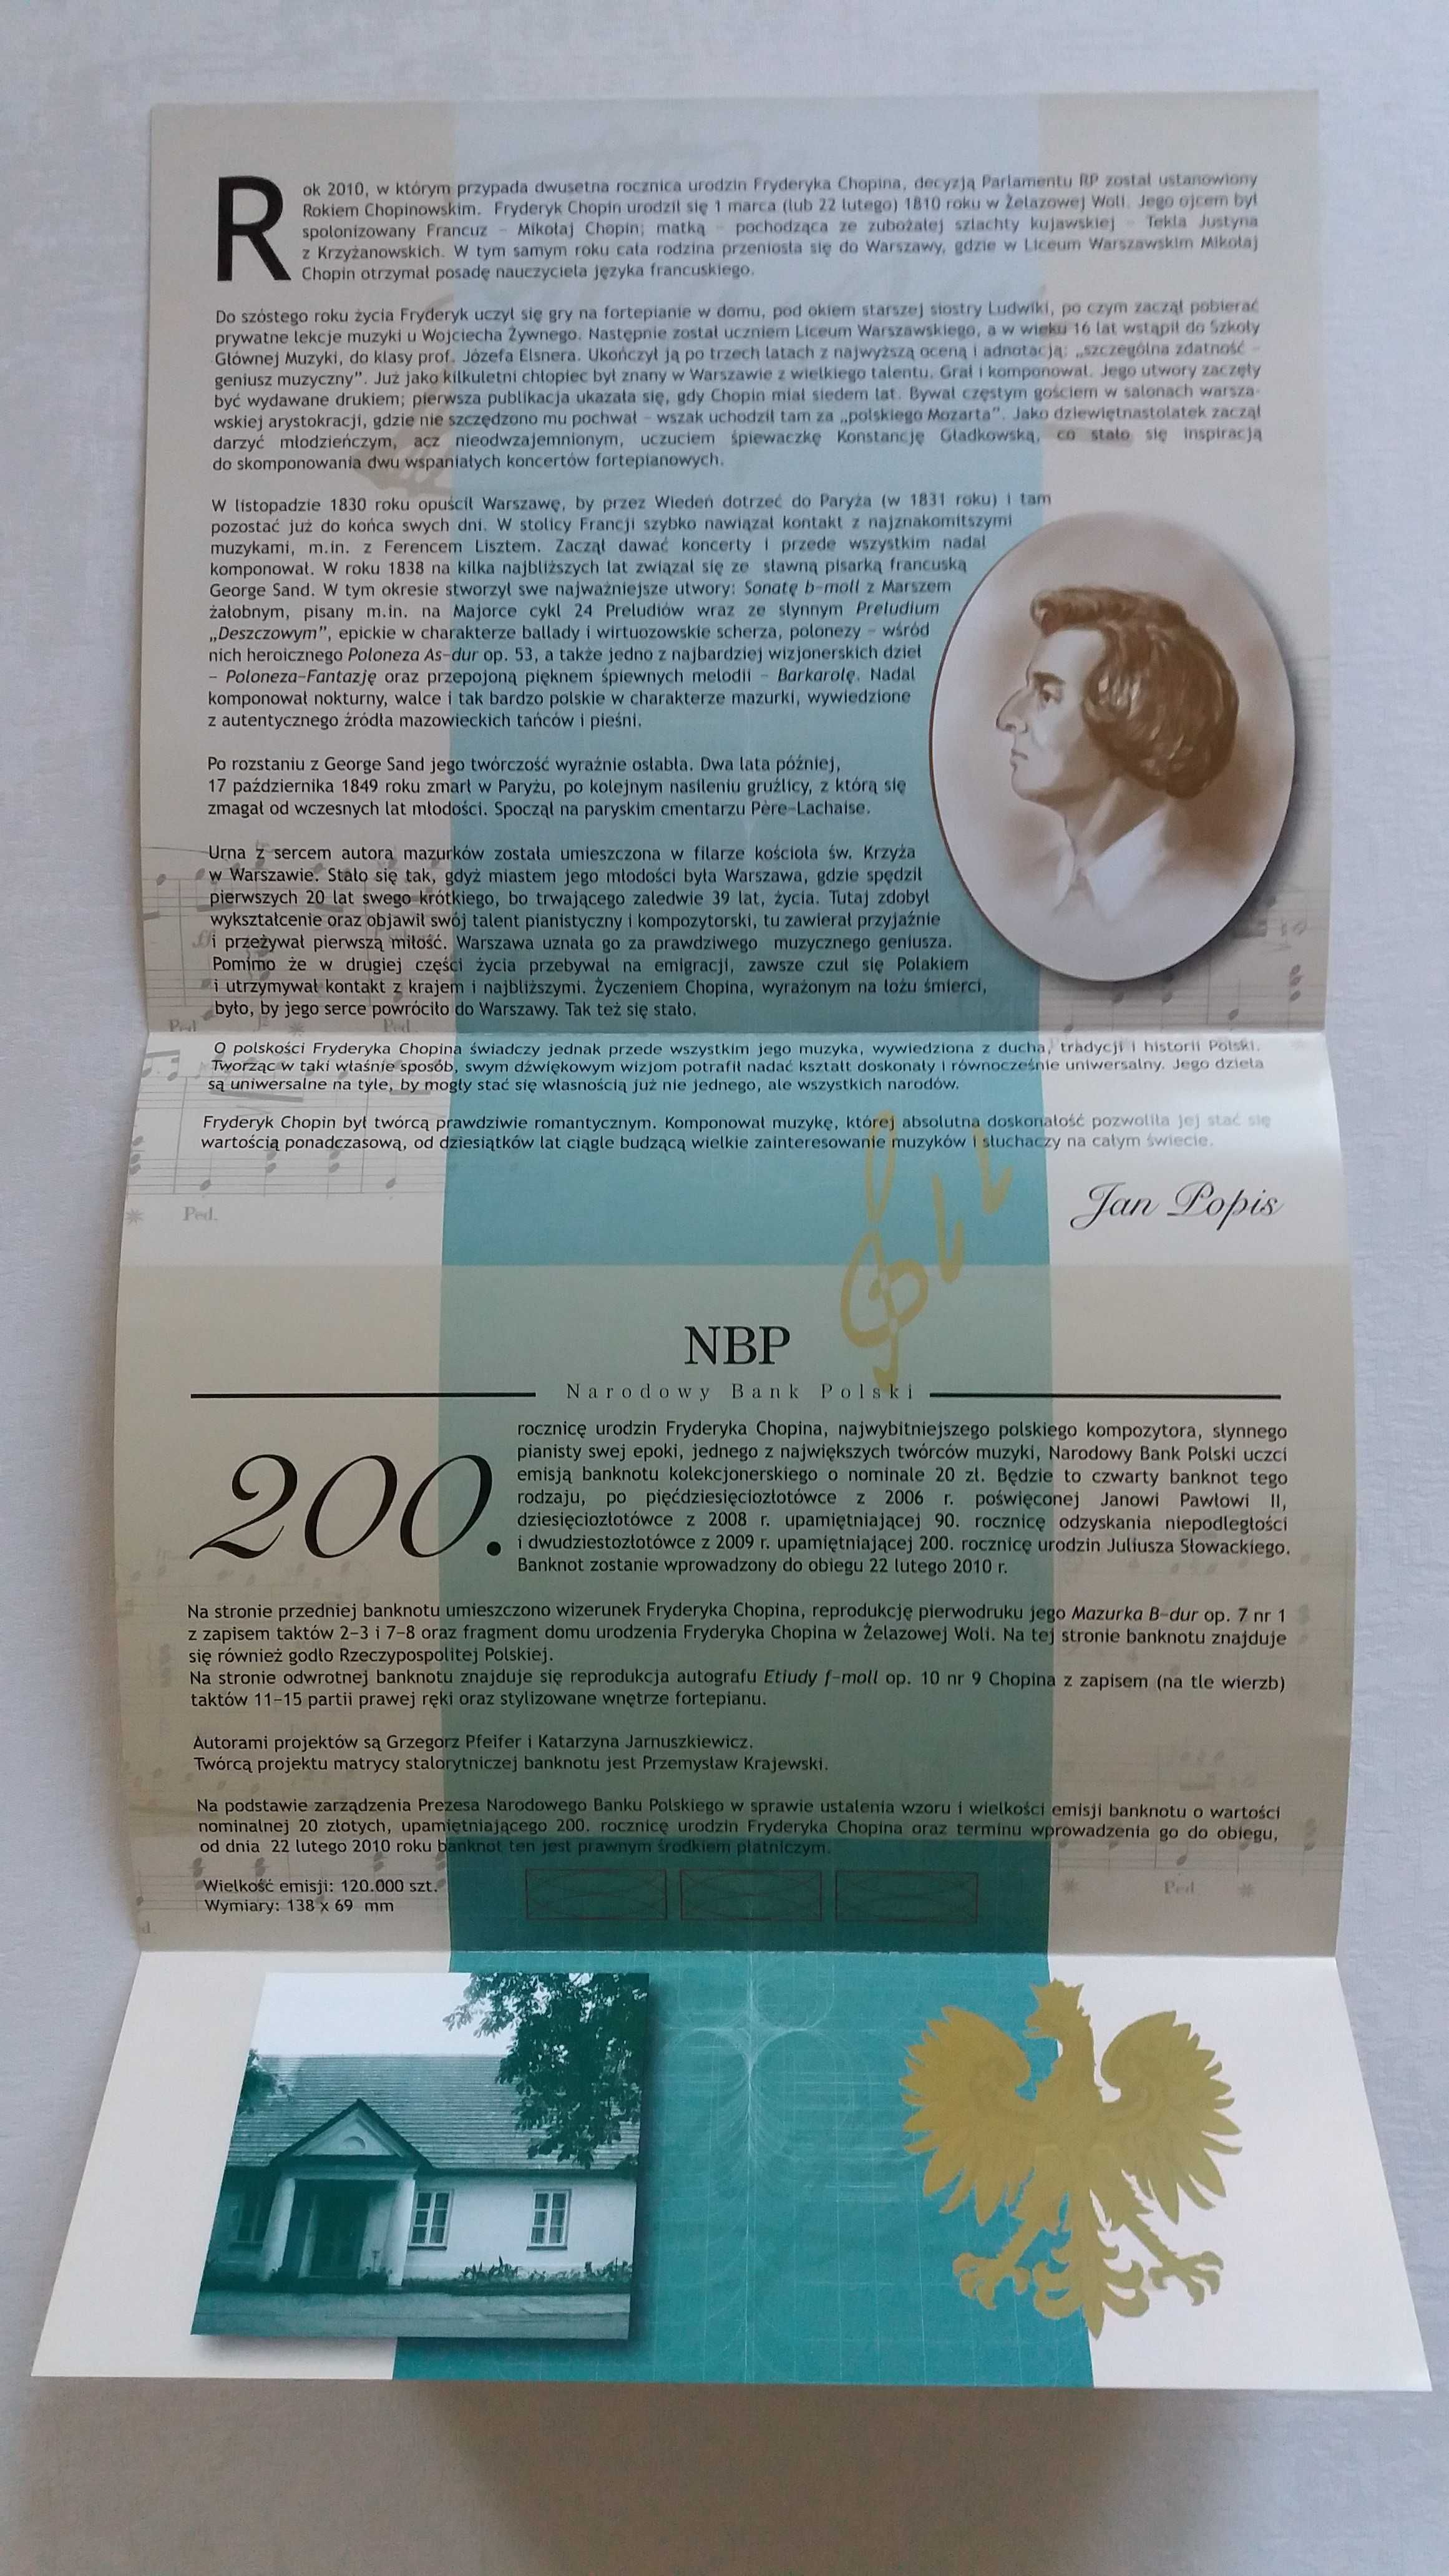 Rok 2010, w którym przypada dwusetna rocznica urodzin Fryderyka Chopina, decyzją Parlamentu RP został ustanowiony
Rokiem Chopinowskim. Fryderyk Chopin urodził się 1 marca (lub 22 lutego) 1810 roku w Żelazowej Woli. Jego ojcem był
spolonizowany Francuz – Mikołaj Chopin; matką – pochodząca ze zubożałej szlachty kujawskiej – Tekla Justyna
z Krzyżanowskich. W tym samym roku cała rodzina przeniosła się do Warszawy, gdzie w Liceum Warszawskim Mikołaj
Chopin otrzymał posadę nauczyciela języka francuskiego.
Do szóstego roku życia Fryderyk uczył się gry na fortepianie w domu, pod okiem starszej siostry Ludwiki, po czym zaczął pobierać
prywatne lekcje muzyki u Wojciecha Żywnego. Następnie został uczniem Liceum Warszawskiego, a w wieku 16 lat wstąpił do Szkoły
Głównej Muzyki, do klasy prof. Józefa Elsnera. Ukończył ją po trzech latach z najwyższą oceną i adnotacją: „szczególna zdatność –
geniusz muzyczny”. Już jako kilkuletni chłopiec był znany w Warszawie z wielkiego talentu. Grał i komponował. Jego utwory zaczęły
być wydawane drukiem; pierwsza publikacja ukazała się, gdy Chopin miał siedem lat. Bywał częstym gościem w salonach warsza-
wskiej arystokracji, gdzie nie szczędzono mu pochwał – wszak uchodził tam za „polskiego Mozarta”. Jako dziewiętnastolatek zaczął
darzyć młodzieńczym, acz nieodwzajemnionym, uczuciem śpiewaczkę Konstancję Gładkowską, co stało się inspiracją
do skomponowania dwu wspaniałych koncertów fortepianowych.
W listopadzie 1830 roku opuścił Warszawę, by przez Wiedeń dotrzeć do Paryża (w 1831 roku) i tam
pozostać już do końca swych dni. W stolicy Francji szybko nawiązał kontakt z najznakomitszymi
muzykami, m.in. z Ferencem Lisztem. Zaczął dawać koncerty i przede wszystkim nadal
komponował. W roku 1838 na kilka najbliższych lat związał się ze sławną pisarką francuską
George Sand. W tym okresie stworzył swe najważniejsze utwory: Sonatę b-moll z Marszem
żałobnym, pisany m.in. na Majorce cykl 24 Preludiów wraz ze słynnym Preludium
„Deszczowym”, epickie w charakterze ballady i wirtuozowskie scherza, polonezy – wśród
nich heroicznego Poloneza As-dur op. 53, a także jedno z najbardziej wizjonerskich dzieł
– Poloneza-Fantazję oraz przepojoną pięknem śpiewnych melodii – Barkarolę. Nadal
komponował nokturny, walce i tak bardzo polskie w charakterze mazurki, wywiedzione
z autentycznego źródła mazowieckich tańców i pieśni.
Po rozstaniu z George Sand jego twórczość wyraźnie osłabła. Dwa lata później,
17 października 1849 roku zmarł w Paryżu, po kolejnym nasileniu gruźlicy, z którą się
zmagał od wczesnych lat młodości. Spoczął na paryskim cmentarzu Père-Lachaise.
Urna z sercem autora mazurków została umieszczona w filarze kościoła św. Krzyża
w Warszawie. Stało się tak, gdyż miastem jego młodości była Warszawa, gdzie spędził
pierwszych 20 lat swego krótkiego, bo trwającego zaledwie 39 lat, życia. Tutaj zdobył
wykształcenie oraz objawił swój talent pianistyczny i kompozytorski, tu zawierał przyjaźnie
i przeżywał pierwszą miłość. Warszawa uznała go za prawdziwego muzycznego geniusza.
Pomimo że w drugiej części życia przebywał na emigracji, zawsze czuł się Polakiem
i utrzymywał kontakt z krajem i najbliższymi. Życzeniem Chopina, wyrażonym na łożu śmierci,
było, by jego serce powróciło do Warszawy. Tak też się stało.
Ped. Ped.
O polskości Fryderyka Chopina świadczy jednak przede wszystkim jego muzyka, wywiedziona z ducha, tradycji i historii Polski.
Tworząc w taki właśnie sposób, swym dźwiękowym wizjom potrafił nadać kształt doskonały i równocześnie uniwersalny. Jego dzieła
są uniwersalne na tyle, by mogły stać się własnością już nie jednego, ale wszystkich narodów.
Fryderyk Chopin był twórcą prawdziwie romantycznym. Komponował muzykę, której absolutna doskonałość pozwoliła jej stać się
wartością ponadczasową, od dziesiątków lat ciągle budzącą wielkie zainteresowanie muzyków i słuchaczy na całym świecie.
Ped.
Jan Popis
NBP
Narodowy Bank Polski
200.
rocznicę urodzin Fryderyka Chopina, najwybitniejszego polskiego kompozytora, słynnego
pianisty swej epoki, jednego z największych twórców muzyki, Narodowy Bank Polski uczci
emisją banknotu kolekcjonerskiego o nominale 20 zł. Będzie to czwarty banknot tego
rodzaju, po pięćdziesięciozłotówce z 2006 r. poświęconej Janowi Pawłowi II,
dziesięciozłotówce z 2008 r. upamiętniającej 90. rocznicę odzyskania niepodległości
i dwudziestozłotówce z 2009 r. upamiętniającej 200. rocznicę urodzin Juliusza Słowackiego.
Banknot zostanie wprowadzony do obiegu 22 lutego 2010 r.
Na stronie przedniej banknotu umieszczono wizerunek Fryderyka Chopina, reprodukcję pierwodruku jego Mazurka B-dur op. 7 nr 1
z zapisem taktów 2-3 i 7-8 oraz fragment domu urodzenia Fryderyka Chopina w Żelazowej Woli. Na tej stronie banknotu znajduje
się również godło Rzeczypospolitej Polskiej.
Na stronie odwrotnej banknotu znajduje się reprodukcja autografu Etiudy f-moll op. 10 nr 9 Chopina z zapisem (na tle wierzb)
taktów 11-15 partii prawej ręki oraz stylizowane wnętrze fortepianu.
Autorami projektów są Grzegorz Pfeifer i Katarzyna Jarnuszkiewicz.
Twórcą projektu matrycy stalorytniczej banknotu jest Przemysław Krajewski.
Na podstawie zarządzenia Prezesa Narodowego Banku Polskiego w sprawie ustalenia wzoru i wielkości emisji banknotu o wartości
nominalnej 20 złotych, upamiętniającego 200. rocznicę urodzin Fryderyka Chopina oraz terminu wprowadzenia go do obiegu,
od dnia 22 lutego 2010 roku banknot ten jest prawnym środkiem płatniczym.
Wielkość emisji: 120.000 szt.
Wymiary: 138 x 69 mm
Ped